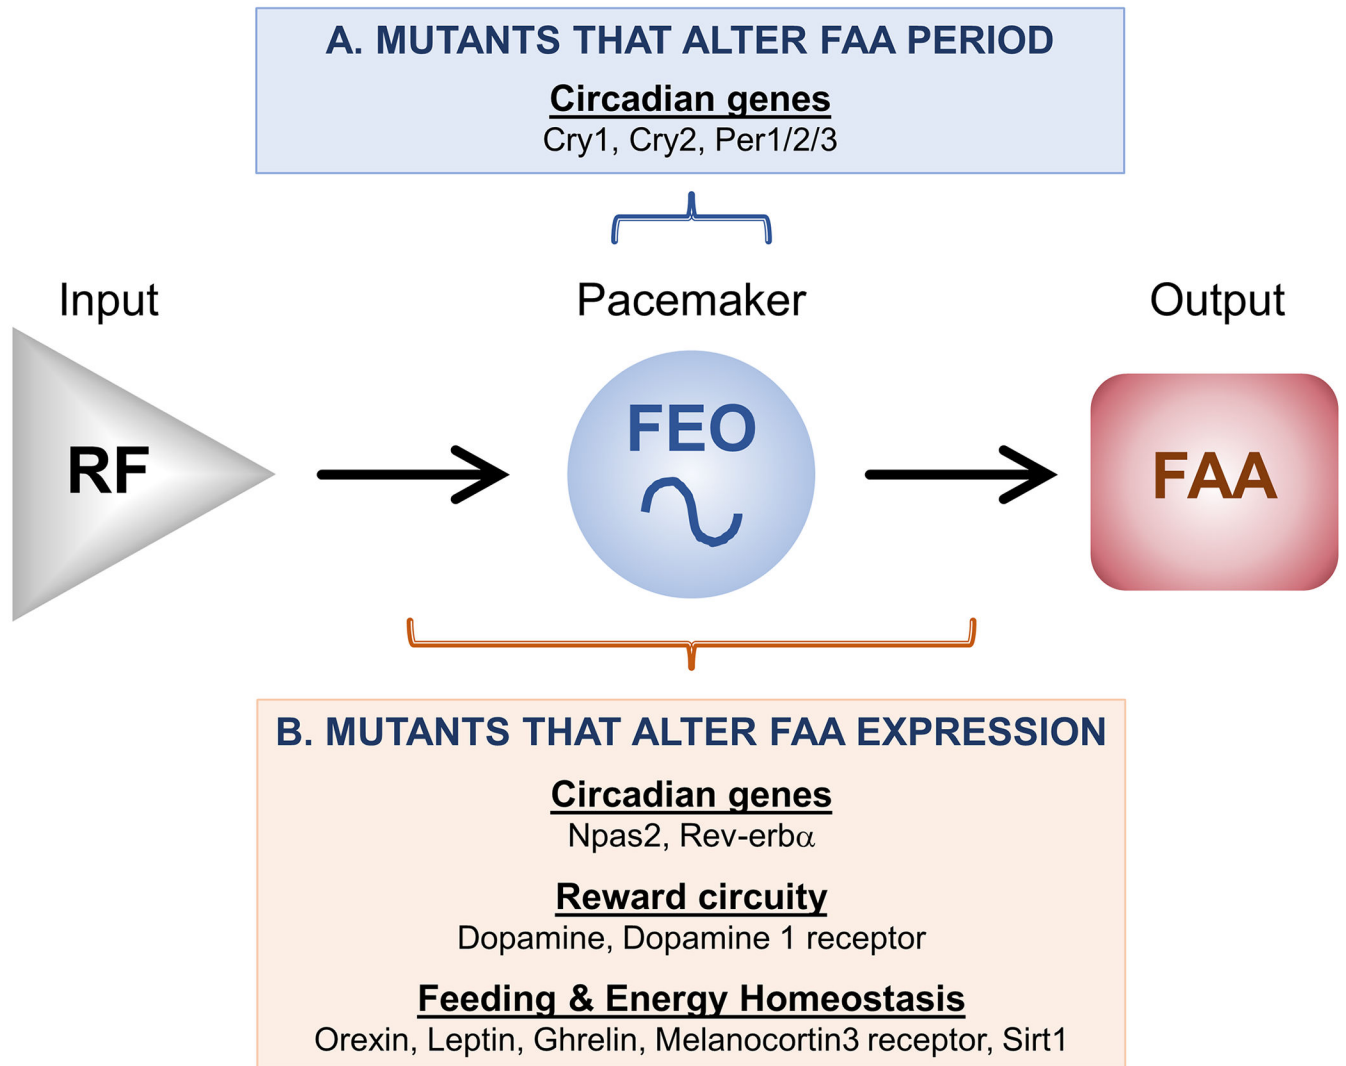 A. MUTANTS THAT ALTER FAA PERIOD
Circadian genes
Cry1, Cry2, Per1/2/3
Input
Pacemaker
Output
RF
FEO
FAA
B. MUTANTS THAT ALTER FAA EXPRESSION
Circadian genes
Npas2, Rev-erbα
Reward circuity
Dopamine, Dopamine 1 receptor
Feeding & Energy Homeostasis
Orexin, Leptin, Ghrelin, Melanocortin3 receptor, Sirt1